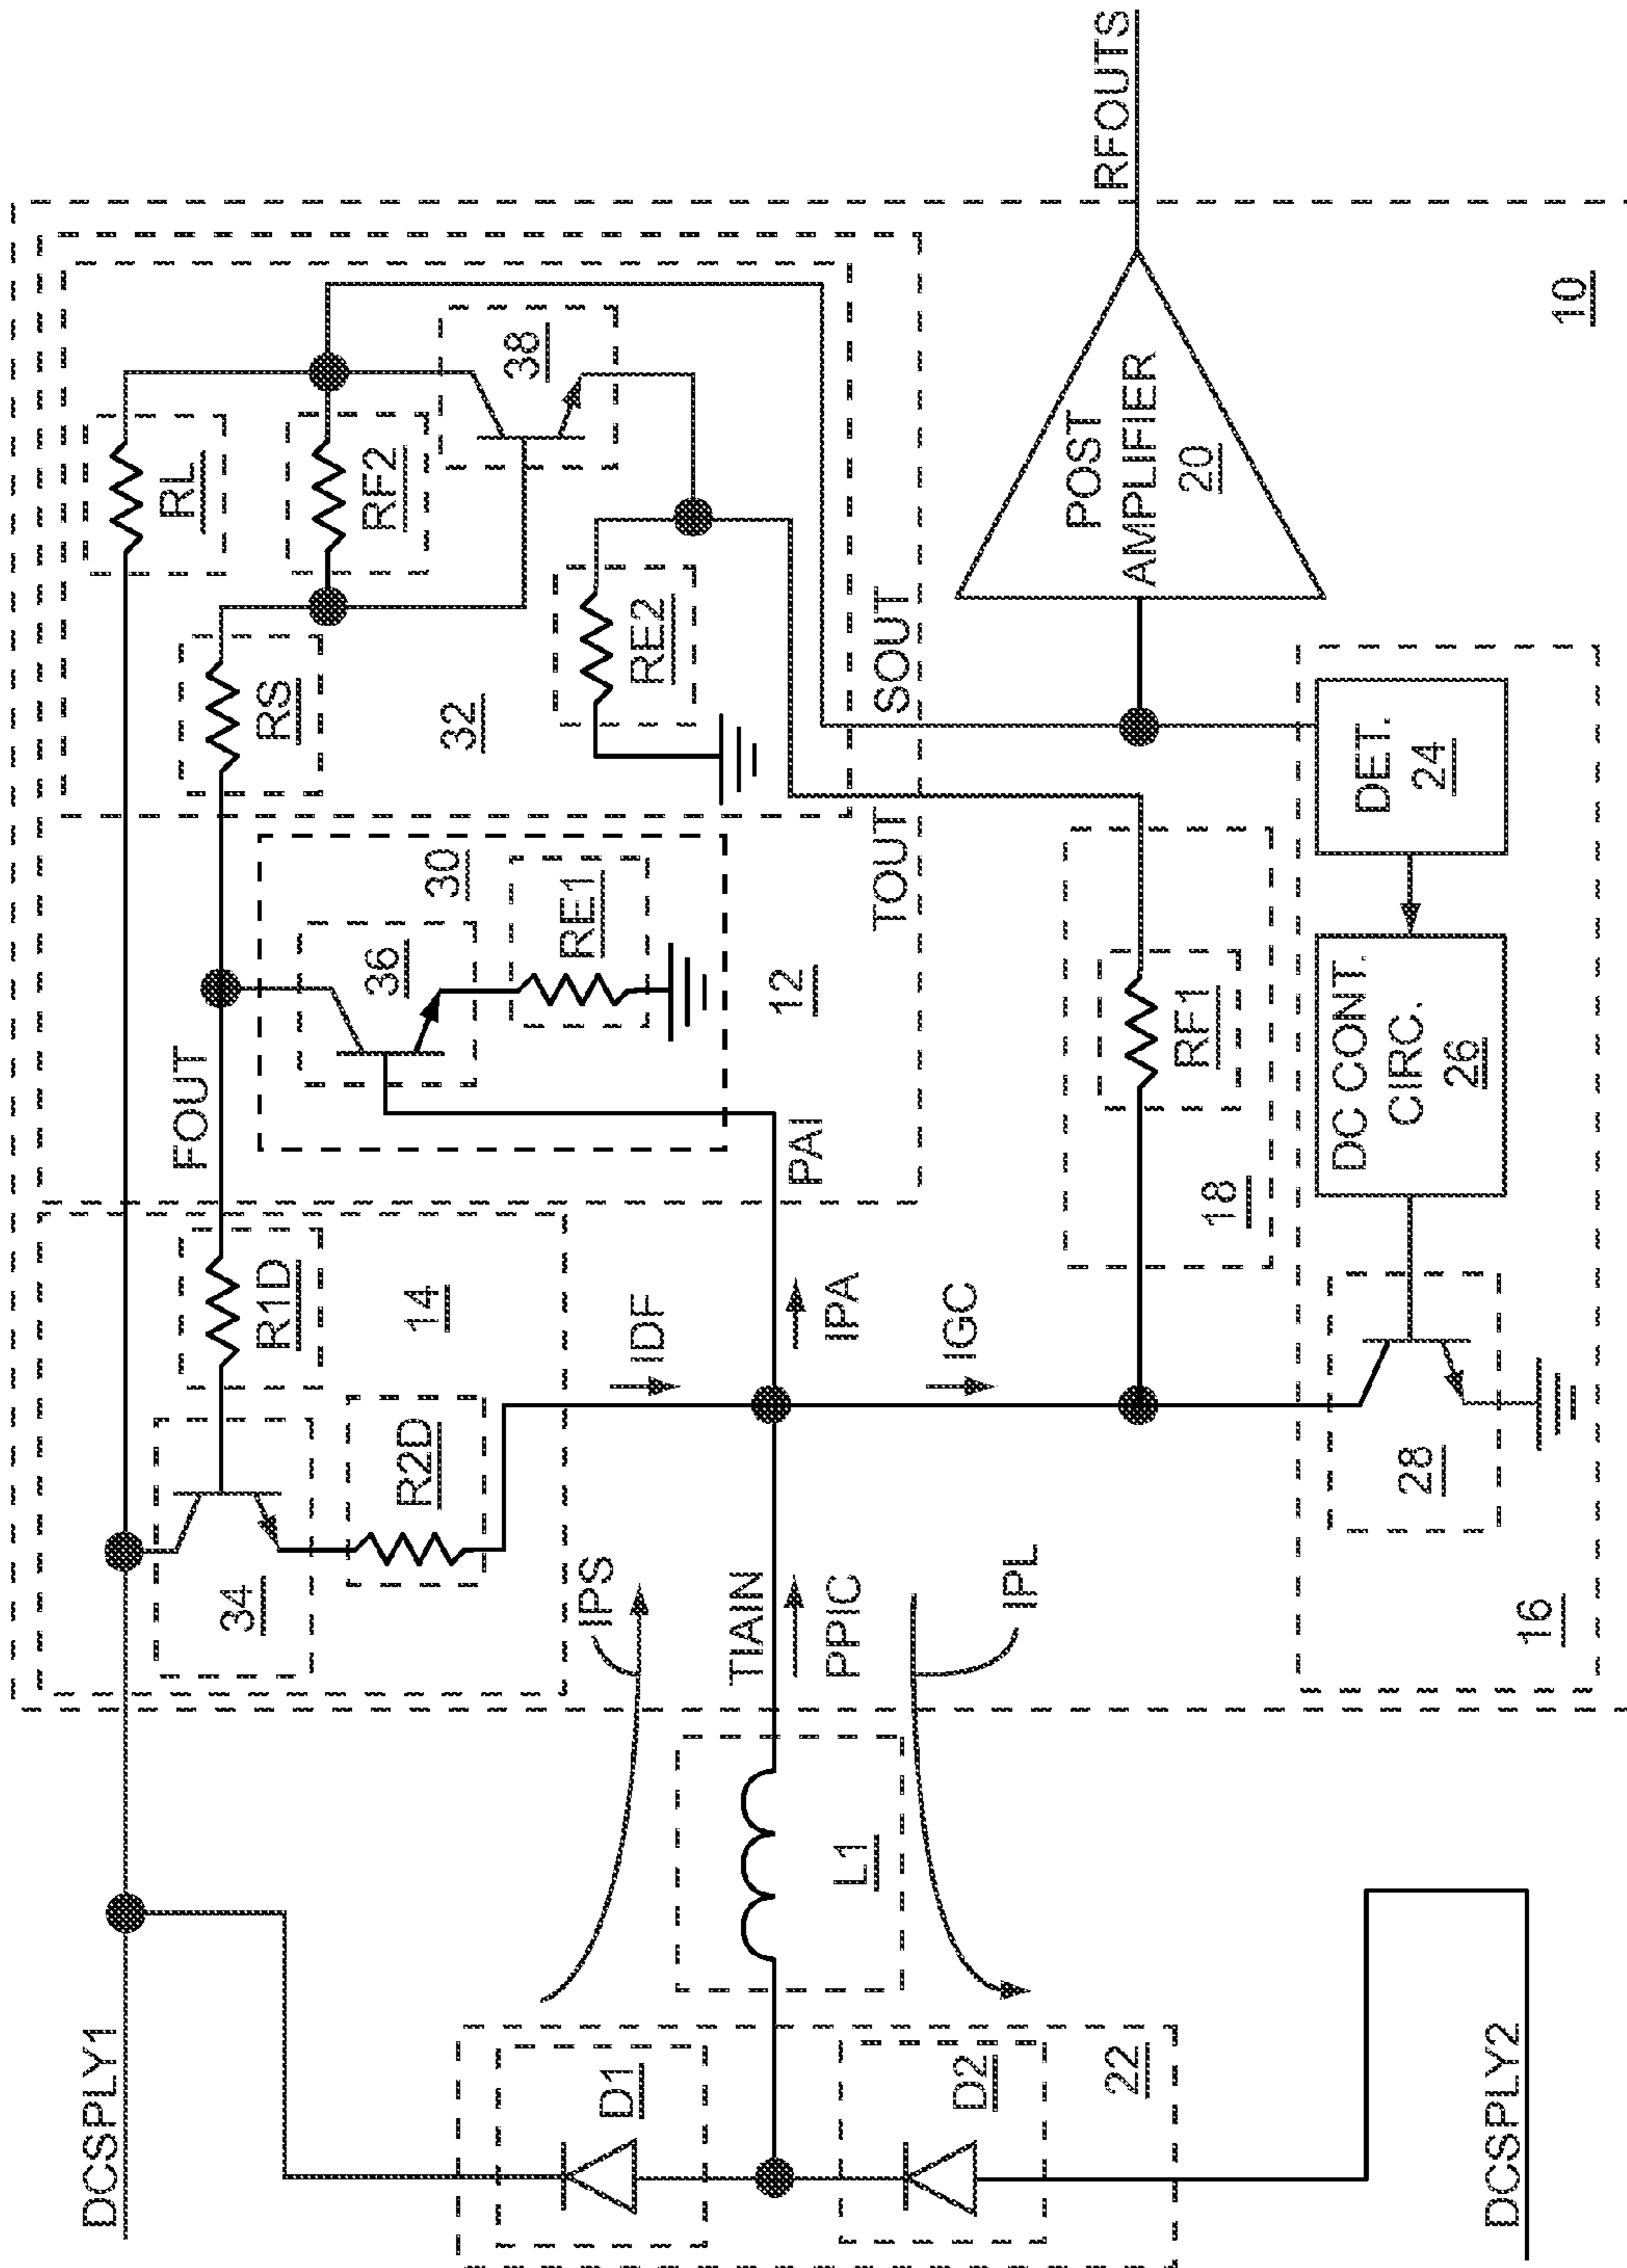 DCSPLY1
FOUT
RL
RF2
RS
R1D
34
R2D
14
36
30
RE1
32
38
RE2
IPS
IDF
PAI
12
TOUT
SOUT
RFOUTS
TIAIN
PPIC
IPA
IGC
IPL
D1
D2
22
L1
18
RF1
POST
AMPLIFIER
20
28
DC CONT.
CIRC.
26
DET.
24
16
10
DCSPLY2